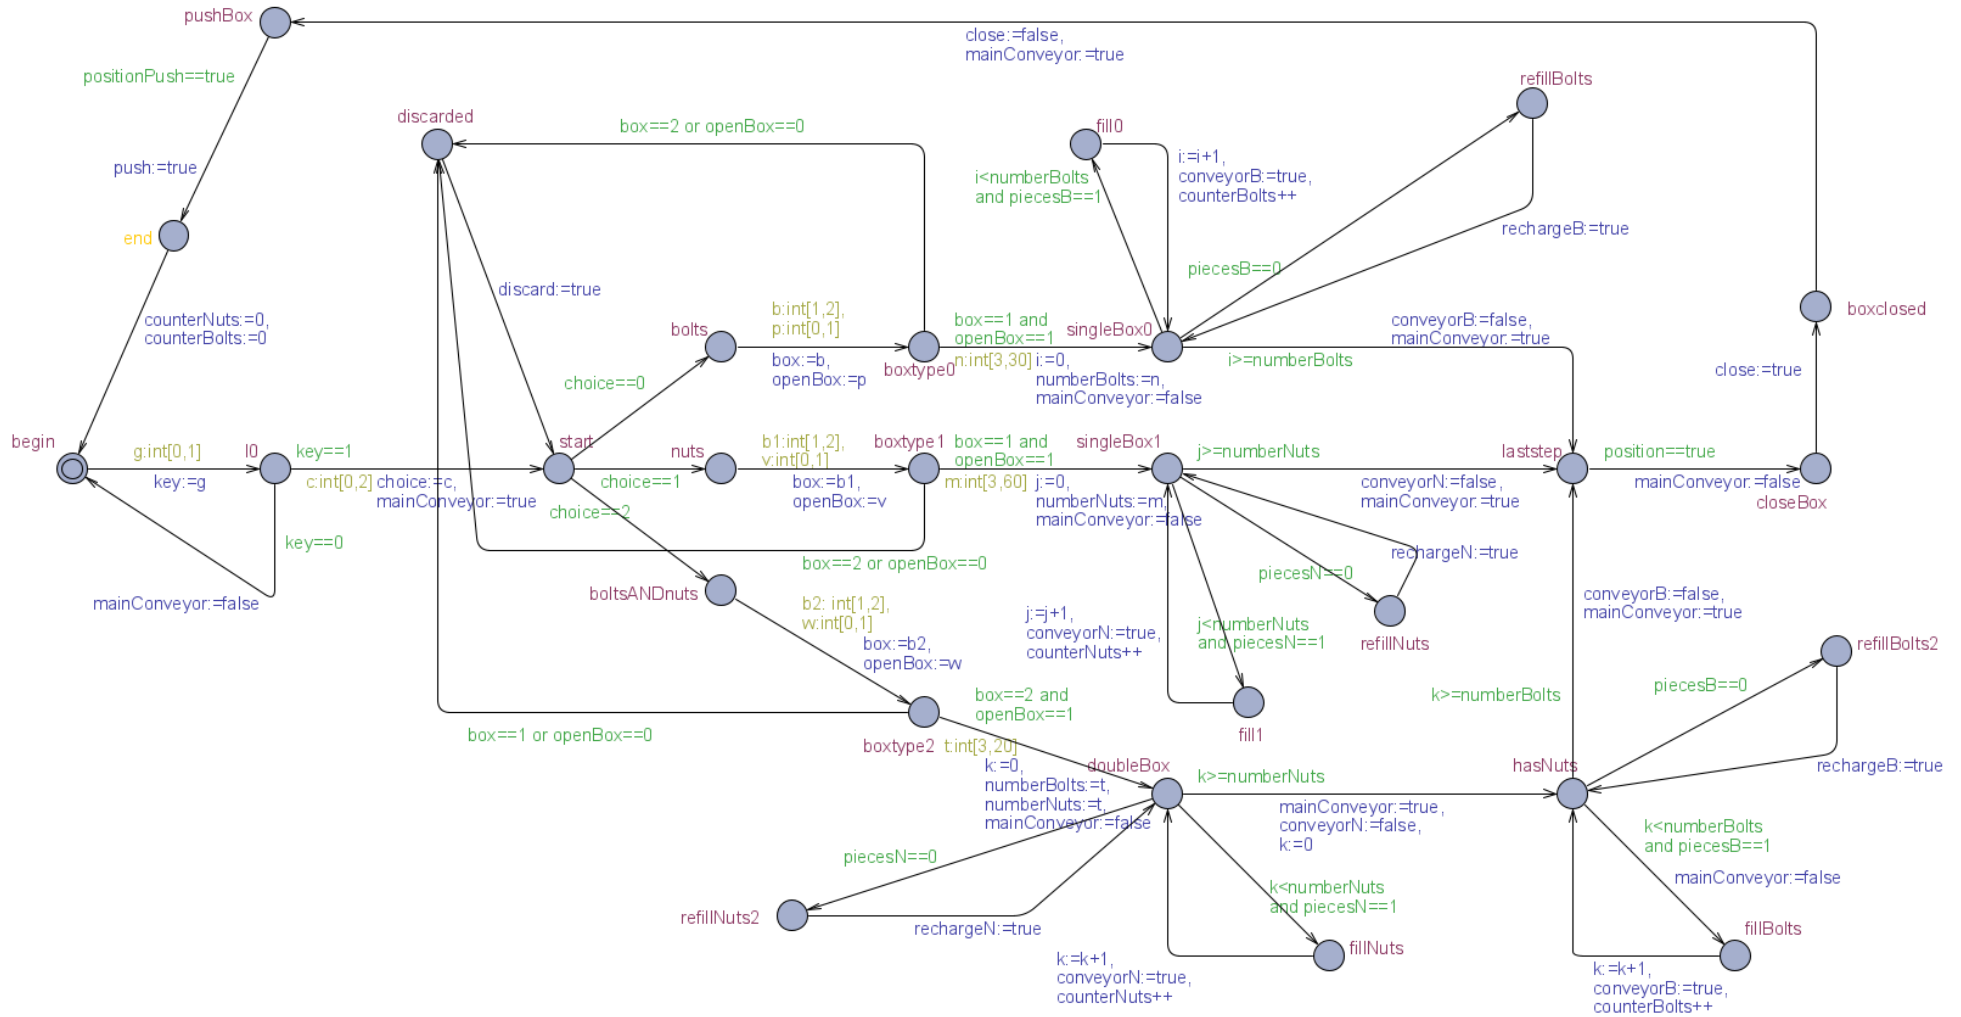 pushBox
close:=false,
mainConveyor:=true
positionPush==true
refillBolts
discarded
box==2 or openBox==0
fill0
push:=true
i:=i+1,
conveyorB:=true,
counterBolts++
i<numberBolts
and piecesB==1
end
rechargeB:=true
piecesB==0
discard:=true
counterNuts:=0,
counterBolts:=0
b:int[1,2],
p:int[0,1]
bolts
box==1 and
openBox==1
singleBox0
conveyorB:=false,
mainConveyor:=true
boxclosed
box:=b,
openBox:=p
boxtype0
n:int[3,30]
i:=0,
numberBolts:=n,
mainConveyor:=false
i>=numberBolts
close:=true
choice==0
begin
g:int[0,1]
key:=g
l0
key==1
c:int[0,2]
choice:=c,
mainConveyor:=true
start
nuts
choice==1
b1:int[1,2],
v:int[0,1]
box:=b1,
openBox:=v
boxtype1
box==1 and
openBox==1
m:int[3,60]
j:=0,
numberNuts:=m,
mainConveyor:=false
singleBox1
j>=numberNuts
conveyorN:=false,
mainConveyor:=true
laststep
position==true
mainConveyor:=false
closeBox
choice==2
key==0
mainConveyor:=false
box==2 or openBox==0
rechargeN:=true
piecesN==0
refillNuts
boltsANDnuts
b2: int[1,2],
w:int[0,1]
box:=b2,
openBox:=w
j:=j+1,
conveyorN:=true,
counterNuts++
j<numberNuts
and piecesN==1
fill1
conveyorB:=false,
mainConveyor:=true
k>=numberBolts
refillBolts2
piecesB==0
rechargeB:=true
box==2 and
openBox==1
box==1 or openBox==0
boxtype2
t:int[3,20]
k:=0,
numberBolts:=t,
numberNuts:=t,
mainConveyor:=false
doubleBox
k>=numberNuts
mainConveyor:=true,
conveyorN:=false,
k:=0
hasNuts
k<numberBolts
and piecesB==1
mainConveyor:=false
piecesN==0
refillNuts2
rechargeN:=true
k<numberNuts
and piecesN==1
fillNuts
k:=k+1,
conveyorN:=true,
counterNuts++
fillBolts
k:=k+1,
conveyorB:=true,
counterBolts++